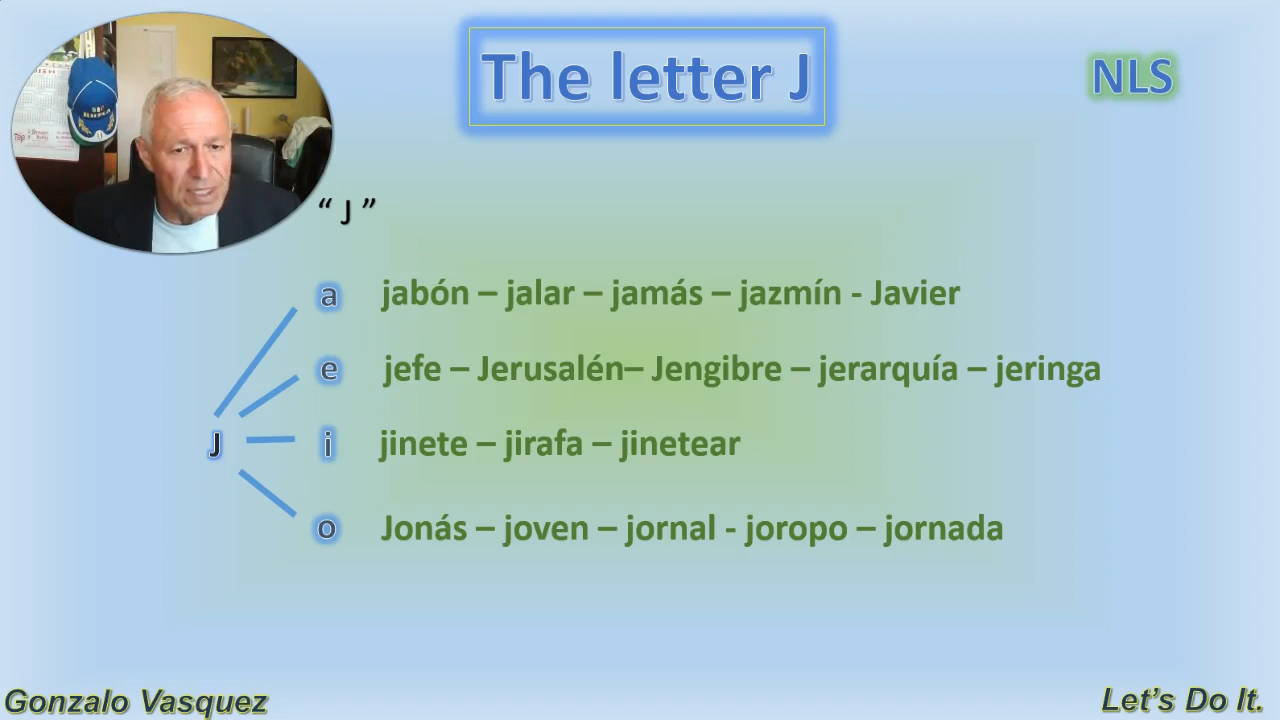 The letter J
NLS
“ J ”
a jabón – jalar – jamás – jazmín - Javier
e jefe – Jerusalén– Jengibre – jerarquía – jeringa
J i jinete – jirafa – jinetear
o Jonás – joven – jornal - joropo – jornada
Gonzalo Vasquez
Let’s Do It.